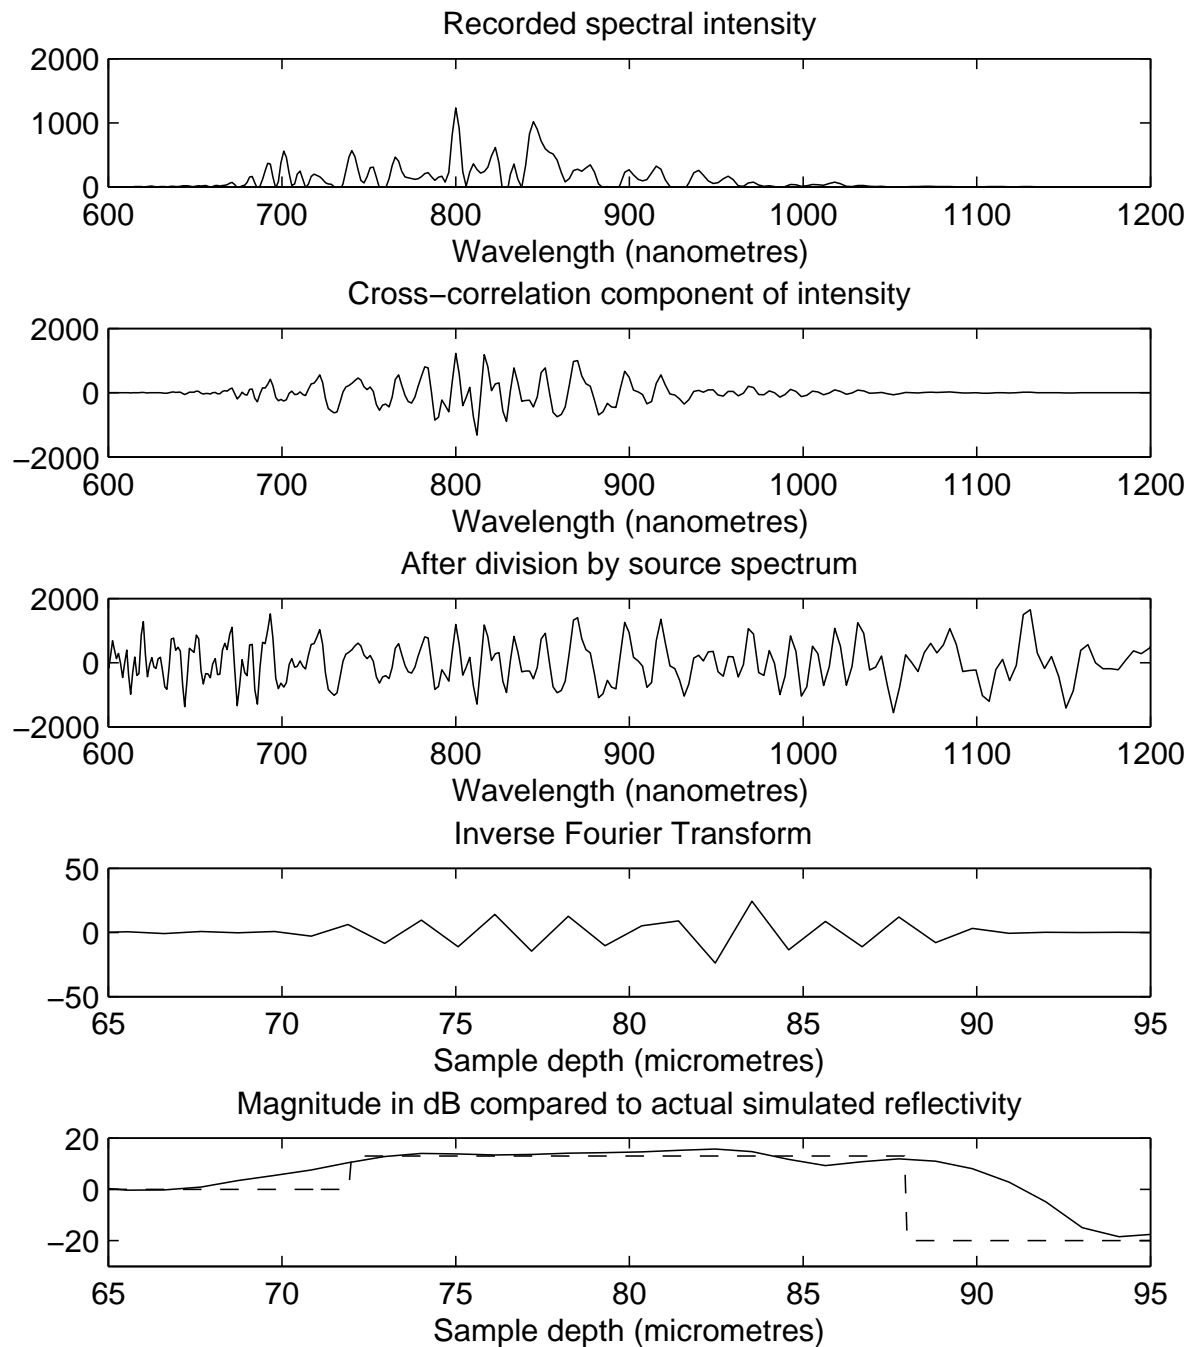 Recorded spectral intensity
2000
1000
0
600 700 800 900 1000 1100 1200
Wavelength (nanometres)
Cross−correlation component of intensity
2000
0
−2000
600 700 800 900 1000 1100 1200
Wavelength (nanometres)
After division by source spectrum
2000
0
−2000
600 700 800 900 1000 1100 1200
Wavelength (nanometres)
Inverse Fourier Transform
50
0
−50
65 70 75 80 85 90 95
Sample depth (micrometres)
Magnitude in dB compared to actual simulated reflectivity
20
0
−20
65 70 75 80 85 90 95
Sample depth (micrometres)